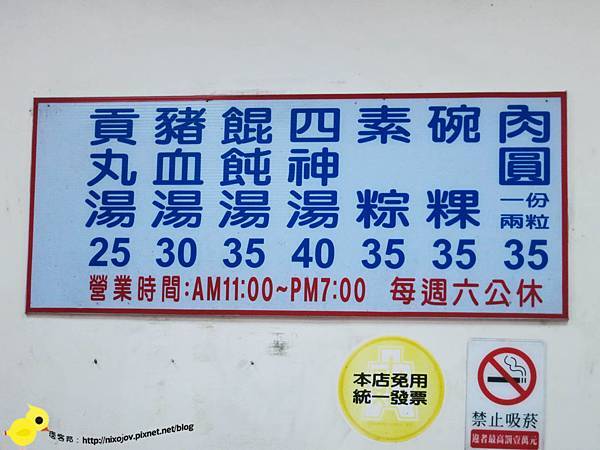 肉圓 一份兩粒 35
碗粿 35
素粽 35
四神湯 40
餛飩湯 35
豬血湯 30
貢丸湯 25
營業時間:AM11:00~PM7:00 每週六公休
本店免用
統一發票
禁止吸菸
違者最高罰壹萬元
痞客邦：http://nixojov.pixnet.net/blog